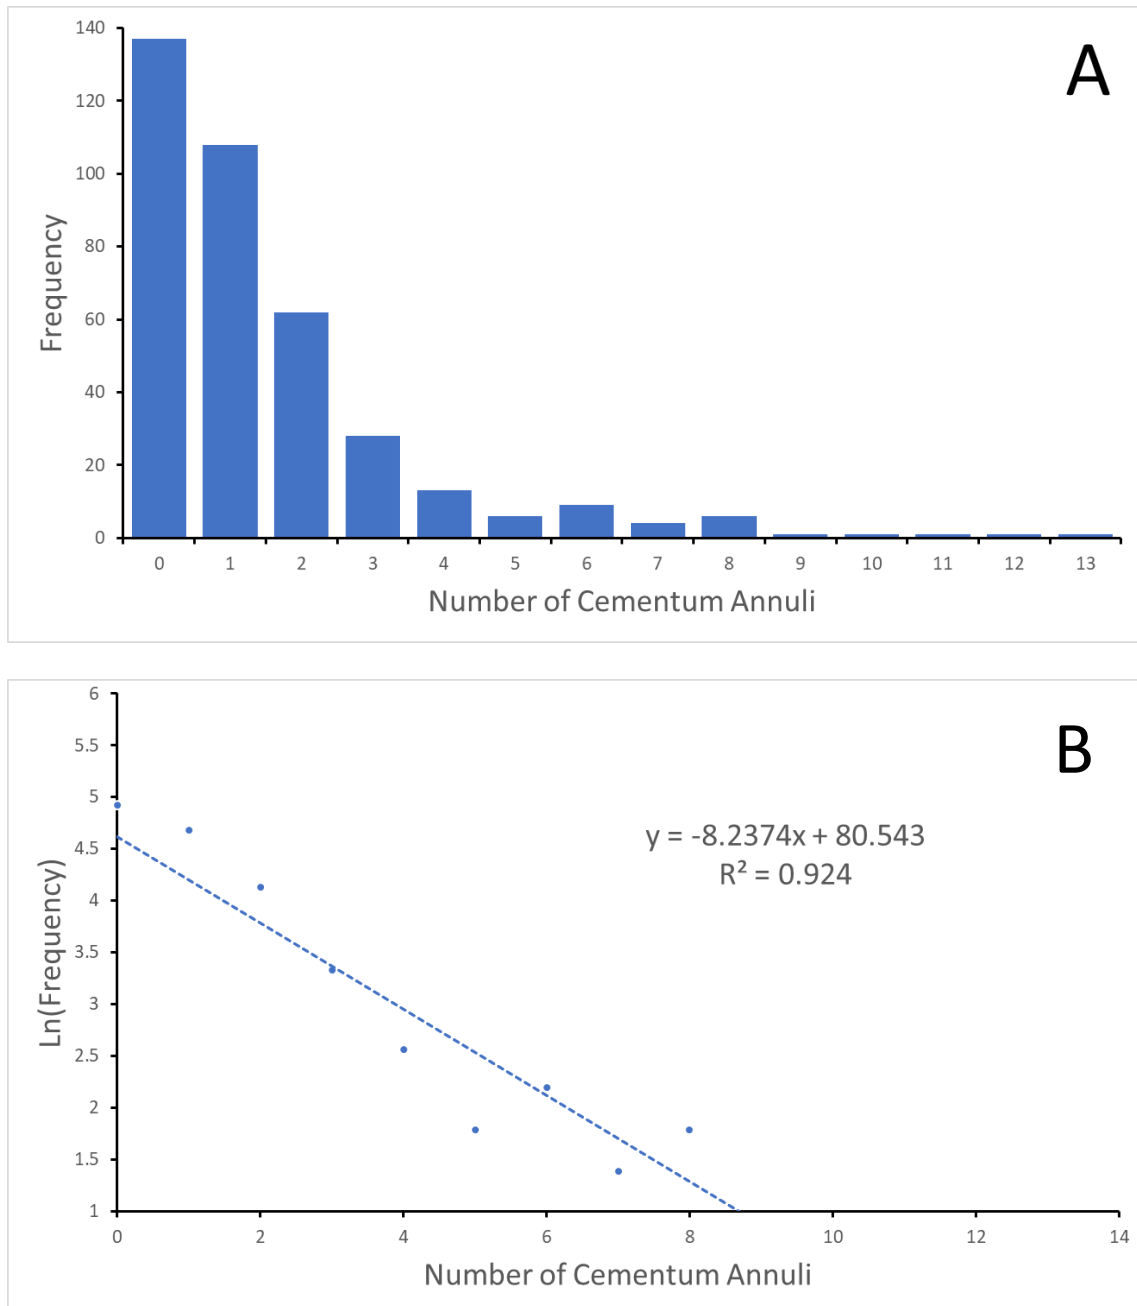 A
140
120
100
80
60
40
20
0
Frequency
0 1 2 3 4 5 6 7 8 9 10 11 12 13
Number of Cementum Annuli
B
6
5.5
5
4.5
4
3.5
3
2.5
2
1.5
1
Ln(Frequency)
y = -8.2374x + 80.543
R² = 0.924
0 2 4 6 8 10 12 14
Number of Cementum Annuli